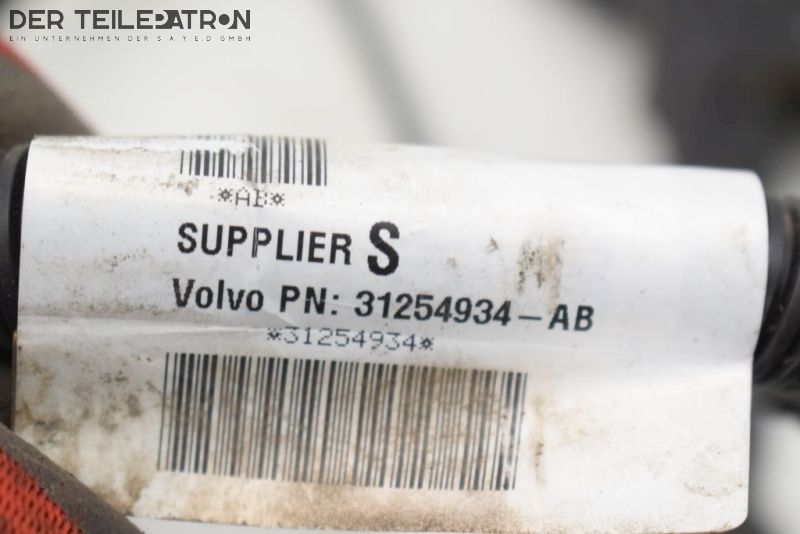 DER TEILEPATRON
EIN UNTERNEHMEN DER S A Y E.D GMBH
*AB*
SUPPLIER S
Volvo PN: 31254934-AB
*31254934*